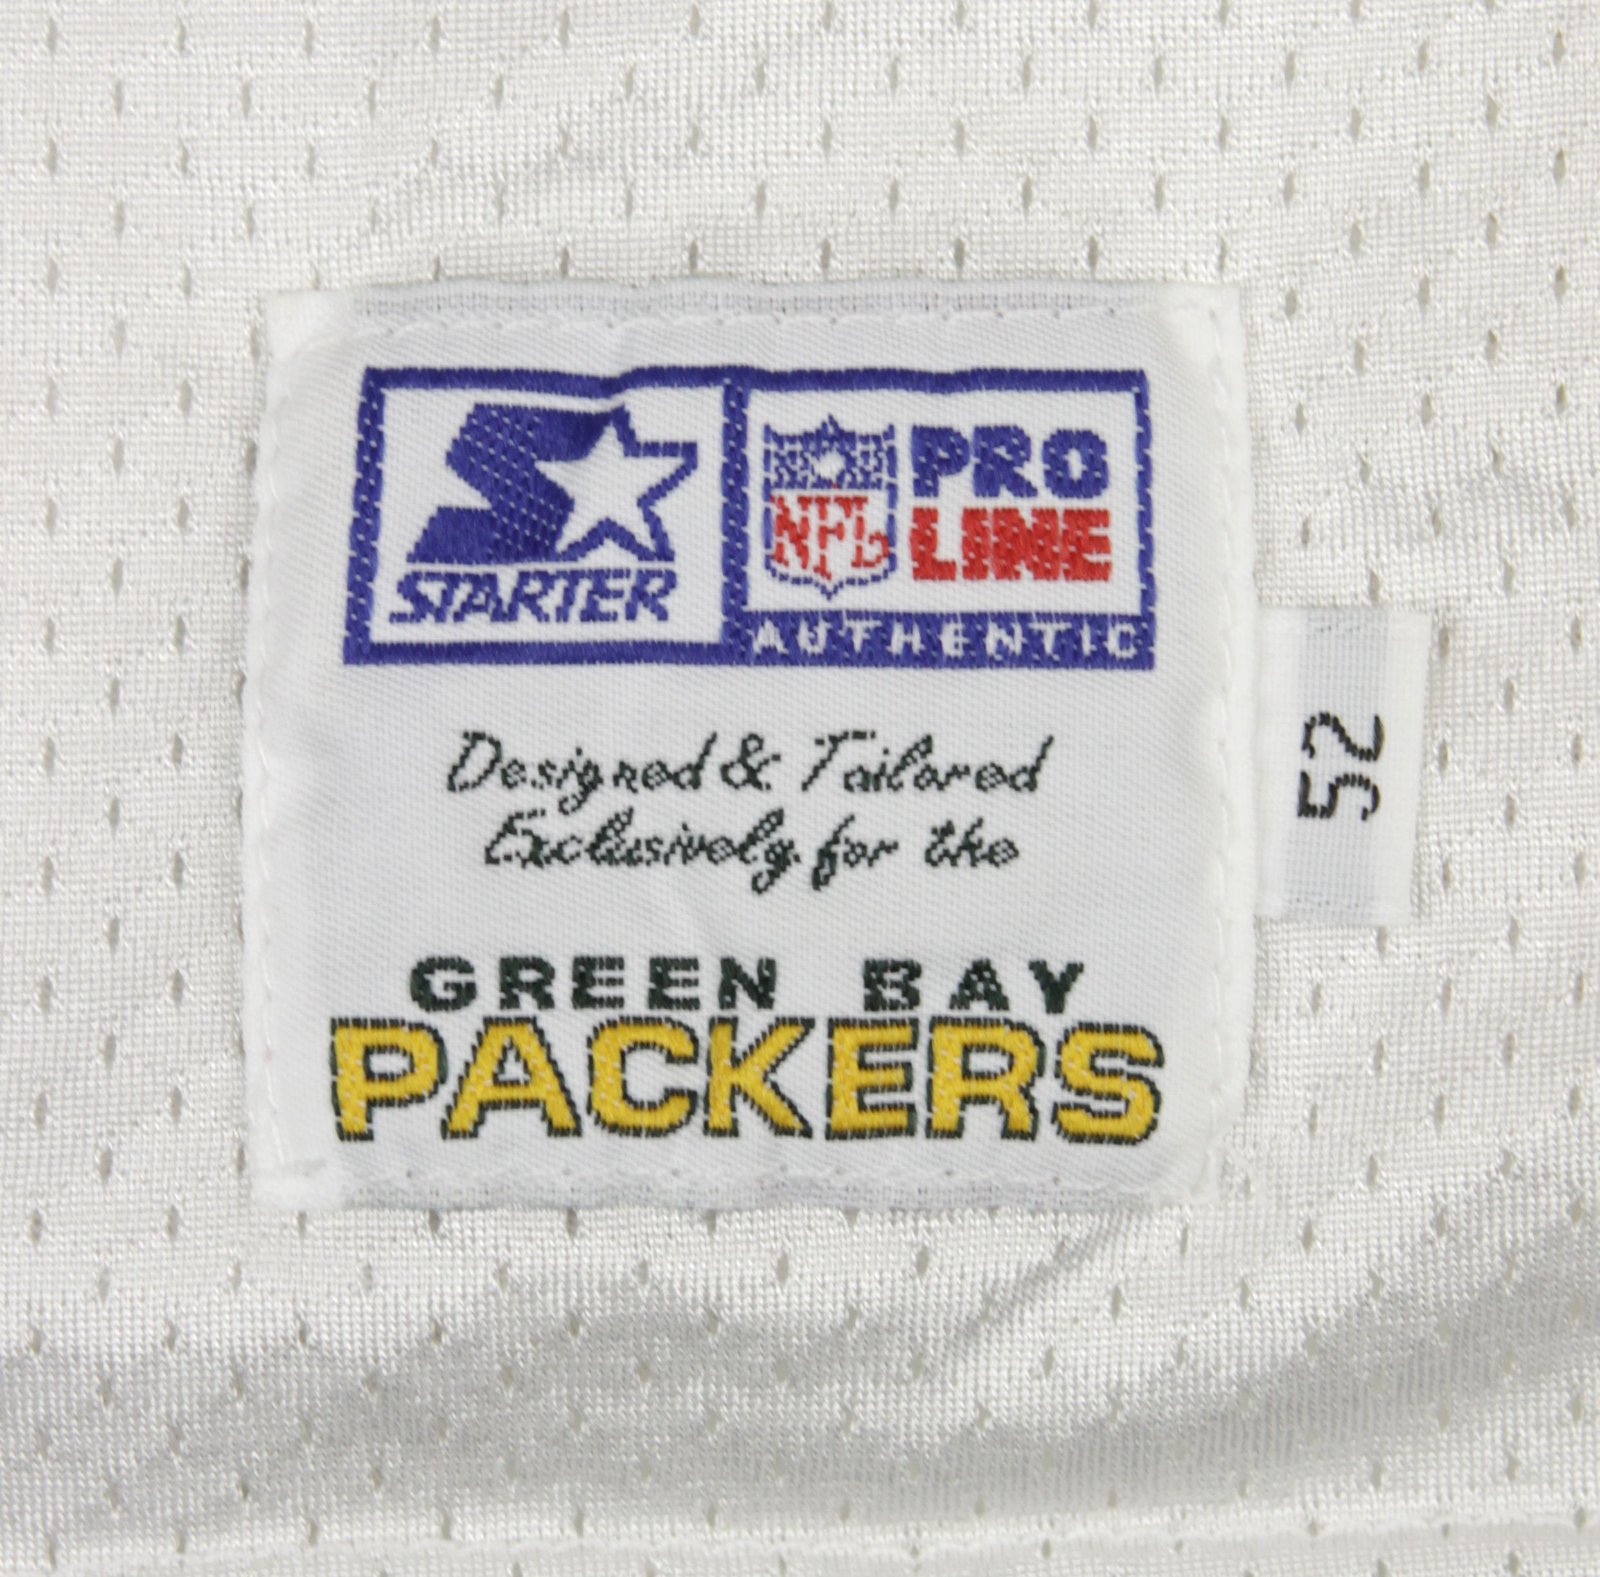 STARTER
NFL
PRO
LINE
AUTHENTIC
Designed & Tailored
Exclusively for the
GREEN BAY
PACKERS
52